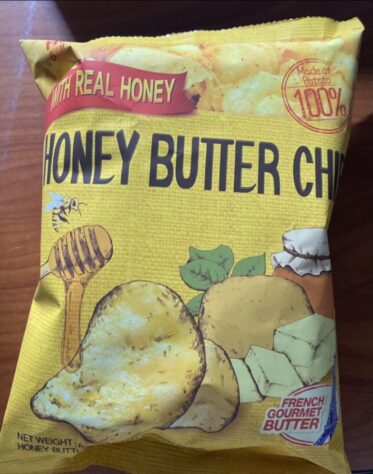 WITH REAL HONEY
Made of
Potato
100%
HONEY BUTTER CHI
FRENCH
GOURMET
BUTTER
NET WEIGHT
HONEY BUTT